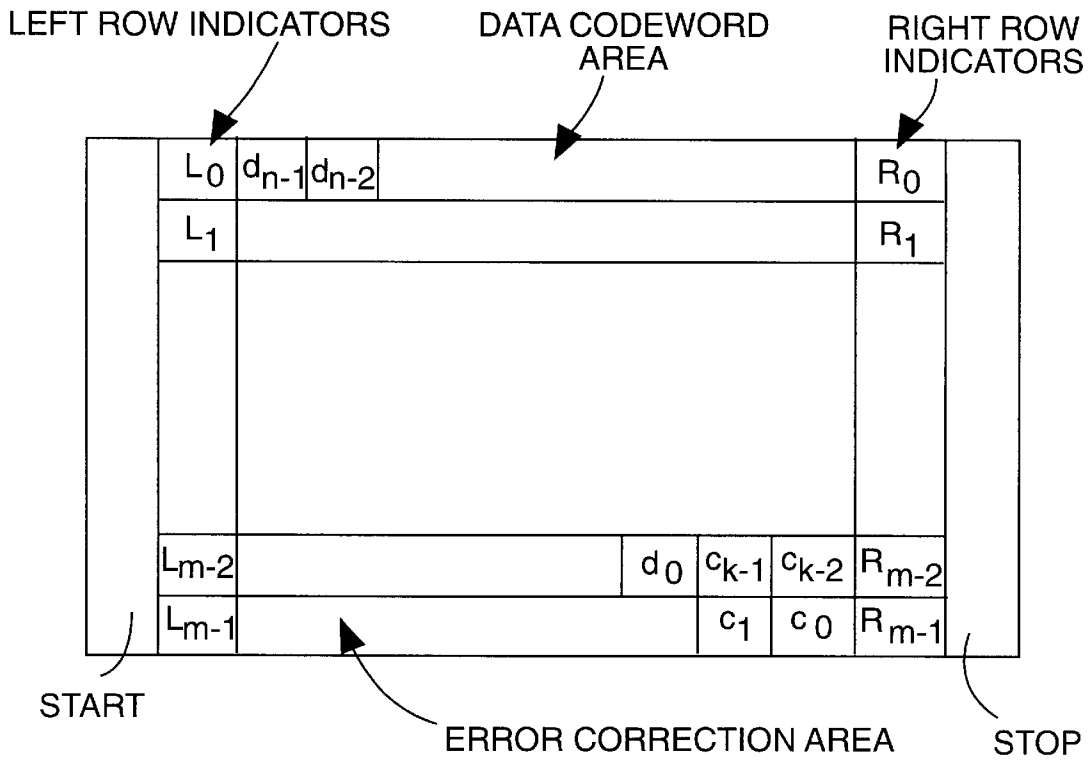 LEFT ROW INDICATORS
DATA CODEWORD
AREA
RIGHT ROW
INDICATORS
L0 dn-1 dn-2 R0
L1 R1
Lm-2 d0 ck-1 ck-2 Rm-2
Lm-1 c1 c0 Rm-1
START
ERROR CORRECTION AREA
STOP